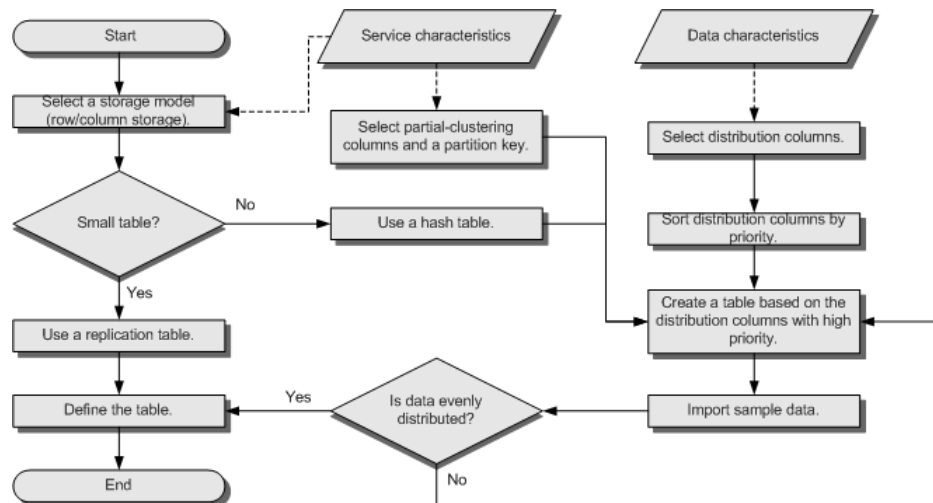 Start
Service characteristics
Data characteristics
Select a storage model
(row/column storage).
Select partial-clustering
columns and a partition key.
Select distribution columns.
Small table?
No
Use a hash table.
Sort distribution columns by
priority.
Yes
Use a replication table.
Create a table based on the
distribution columns with high
priority.
Define the table.
Yes
Is data evenly
distributed?
Import sample data.
End
No